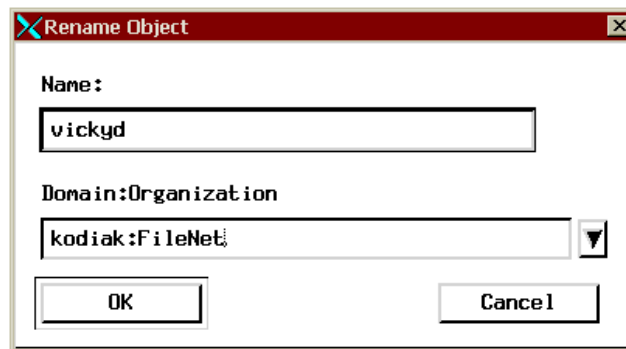 Rename Object
Name:
vickyd
Domain:Organization
kodiak:FileNet
OK Cancel